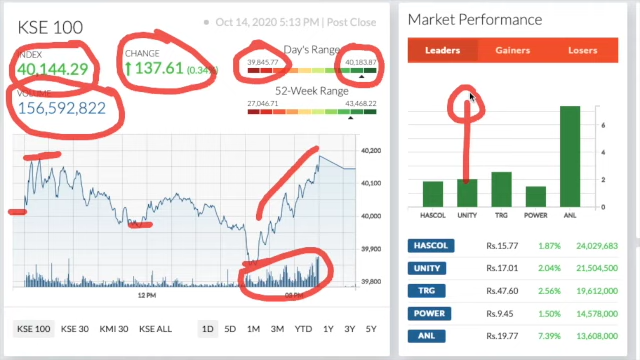 KSE 100
Oct 14, 2020 5:13 PM | Post Close
INDEX
40,144.29
CHANGE
137.61 (0.34%)
Day's Range
39,845.77
40,183.87
VOLUME
156,592,822
52-Week Range
27,046.71
43,468.22
40,200
40,100
40,000
39,900
39,800
12 PM
03 PM
KSE 100 KSE 30 KMI 30 KSE ALL 1D 5D 1M 3M YTD 1Y 3Y 5Y
Market Performance
Leaders Gainers Losers
6
4
2
0
HASCOL UNITY TRG POWER ANL
HASCOL Rs.15.77 1.87% 24,029,683
UNITY Rs.17.01 2.04% 21,504,500
TRG Rs.47.60 2.56% 19,612,000
POWER Rs.9.45 1.50% 14,578,000
ANL Rs.19.77 7.39% 13,608,000